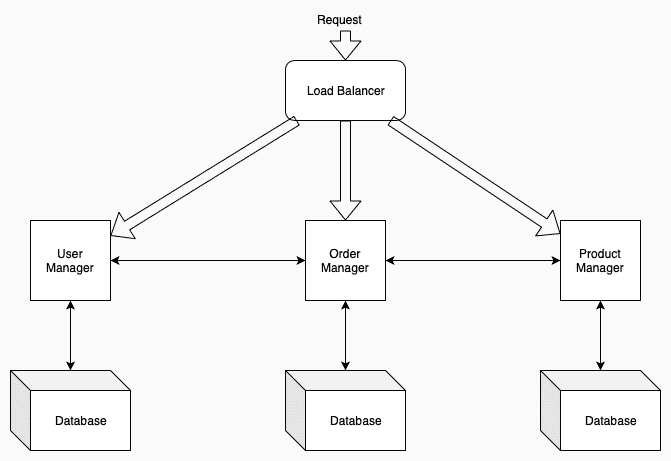 Request
Load Balancer
User
Manager
Order
Manager
Product
Manager
Database
Database
Database